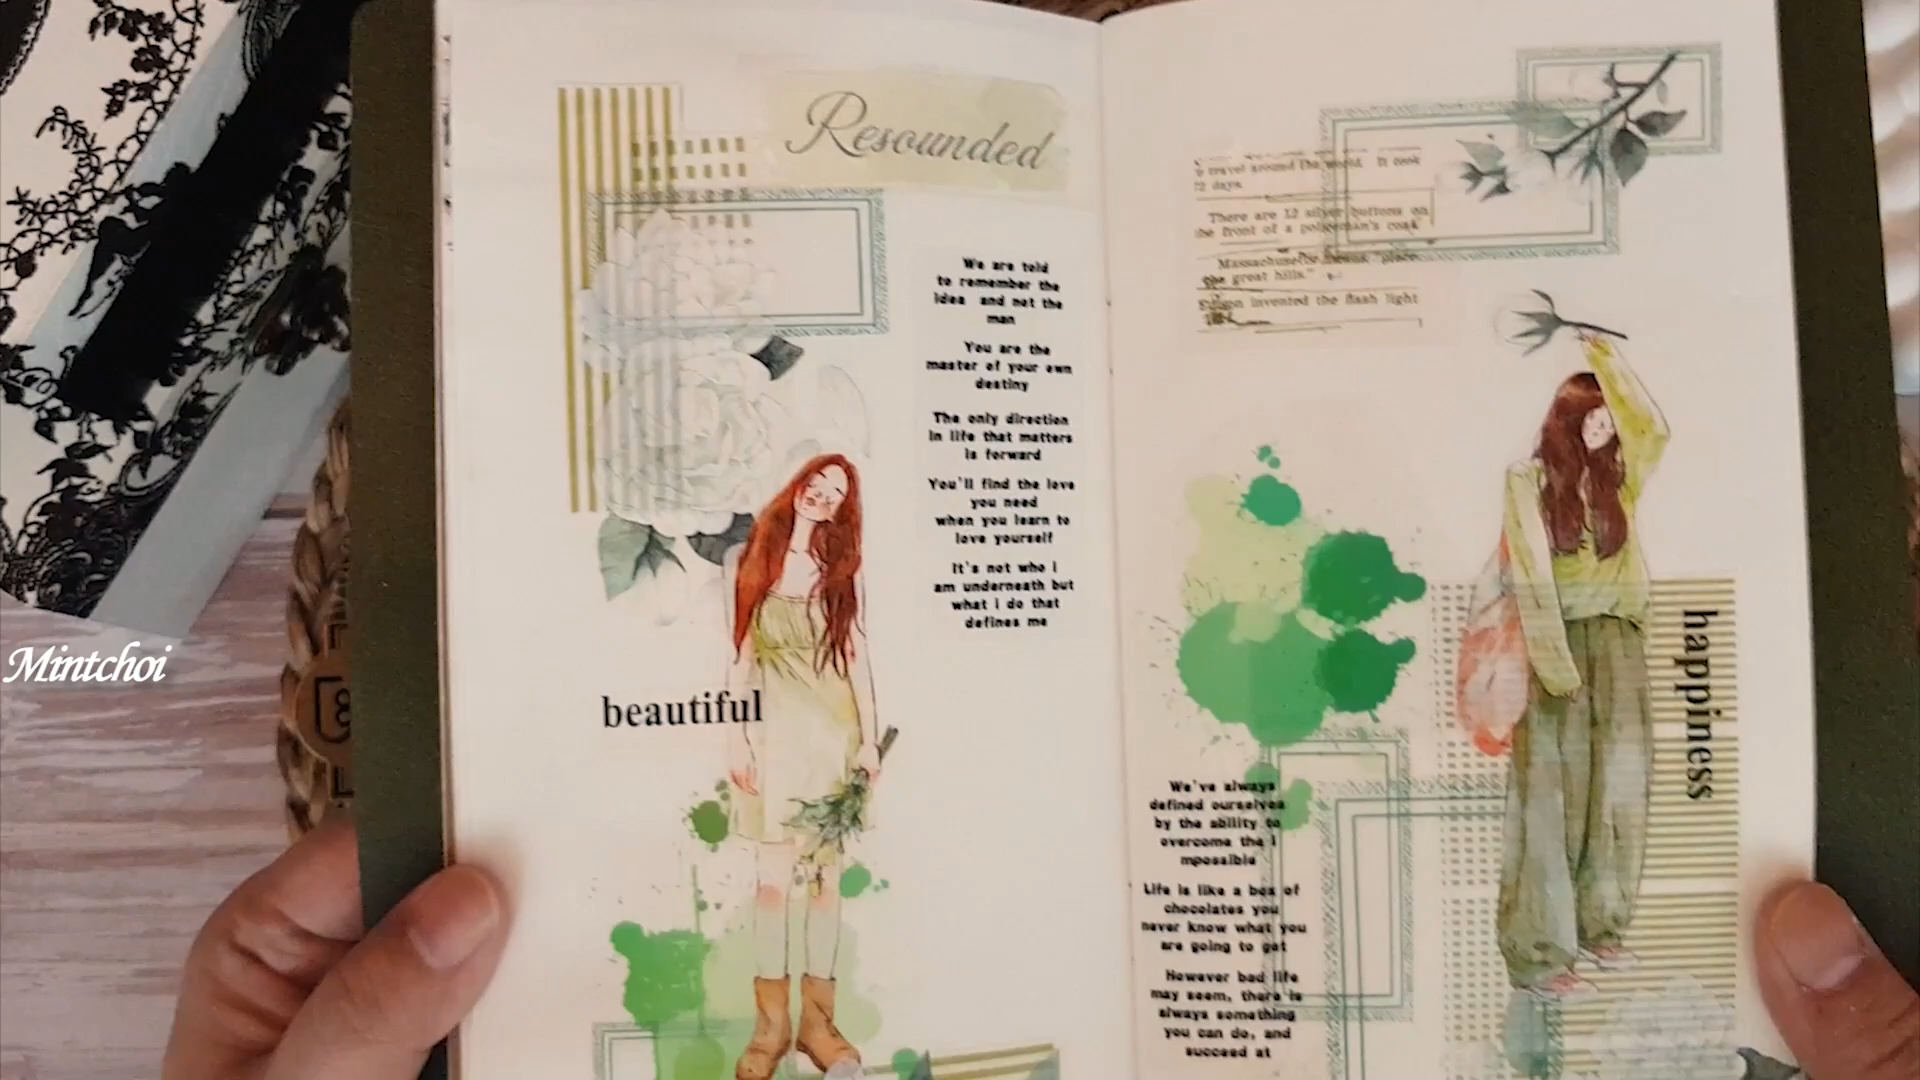 Resounded
We are told
to remember the
idea and not the
man
You are the
master of your own
destiny
The only direction
in life that matters
is forward
You'll find the love
you need
when you learn to
love yourself
It's not who i
am underneath but
what i do that
defines me
beautiful
travel around the world. It took
72 days.
There are 12 silver buttons on
the front of a policeman's coat
great hills."
invented the flash light
happiness
We've always
defined ourselves
by the ability to
overcome the i
mpossible
Life is like a box of
chocolates you
never know what you
are going to get
However bad life
may seem, there is
always something
you can do, and
succeed at
Mintchoi